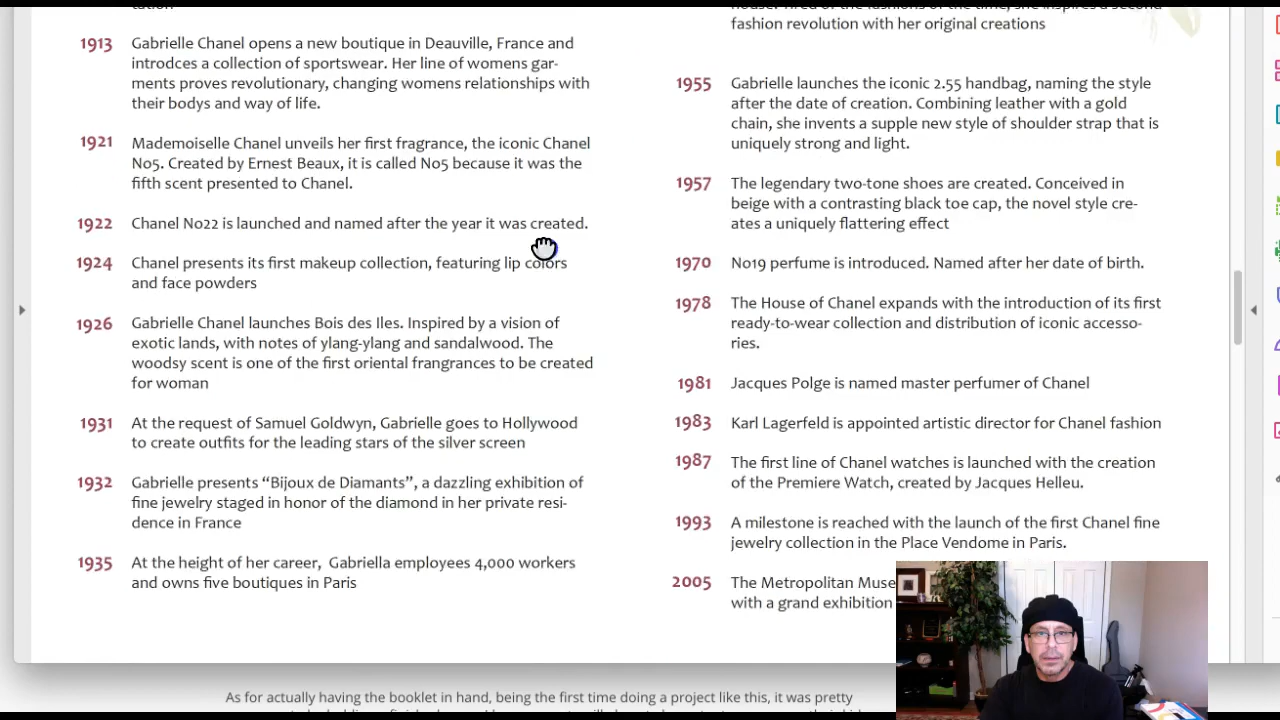 tation
1913
Gabrielle Chanel opens a new boutique in Deauville, France and
introdces a collection of sportswear. Her line of womens gar-
ments proves revolutionary, changing womens relationships with
their bodys and way of life.
1921
Mademoiselle Chanel unveils her first fragrance, the iconic Chanel
No5. Created by Ernest Beaux, it is called No5 because it was the
fifth scent presented to Chanel.
1922
Chanel No22 is launched and named after the year it was created.
1924
Chanel presents its first makeup collection, featuring lip colors
and face powders
1926
Gabrielle Chanel launches Bois des Iles. Inspired by a vision of
exotic lands, with notes of ylang-ylang and sandalwood. The
woodsy scent is one of the first oriental frangrances to be created
for woman
1931
At the request of Samuel Goldwyn, Gabrielle goes to Hollywood
to create outfits for the leading stars of the silver screen
1932
Gabrielle presents “Bijoux de Diamants”, a dazzling exhibition of
fine jewelry staged in honor of the diamond in her private resi-
dence in France
1935
At the height of her career, Gabriella employees 4,000 workers
and owns five boutiques in Paris
house. Tired of the fashions of the time, she inspires a second
fashion revolution with her original creations
1955
Gabrielle launches the iconic 2.55 handbag, naming the style
after the date of creation. Combining leather with a gold
chain, she invents a supple new style of shoulder strap that is
uniquely strong and light.
1957
The legendary two-tone shoes are created. Conceived in
beige with a contrasting black toe cap, the novel style cre-
ates a uniquely flattering effect
1970
No19 perfume is introduced. Named after her date of birth.
1978
The House of Chanel expands with the introduction of its first
ready-to-wear collection and distribution of iconic accesso-
ries.
1981
Jacques Polge is named master perfumer of Chanel
1983
Karl Lagerfeld is appointed artistic director for Chanel fashion
1987
The first line of Chanel watches is launched with the creation
of the Premiere Watch, created by Jacques Helleu.
1993
A milestone is reached with the launch of the first Chanel fine
jewelry collection in the Place Vendome in Paris.
2005
The Metropolitan Muse
with a grand exhibition
As for actually having the booklet in hand, being the first time doing a project like this, it was pretty